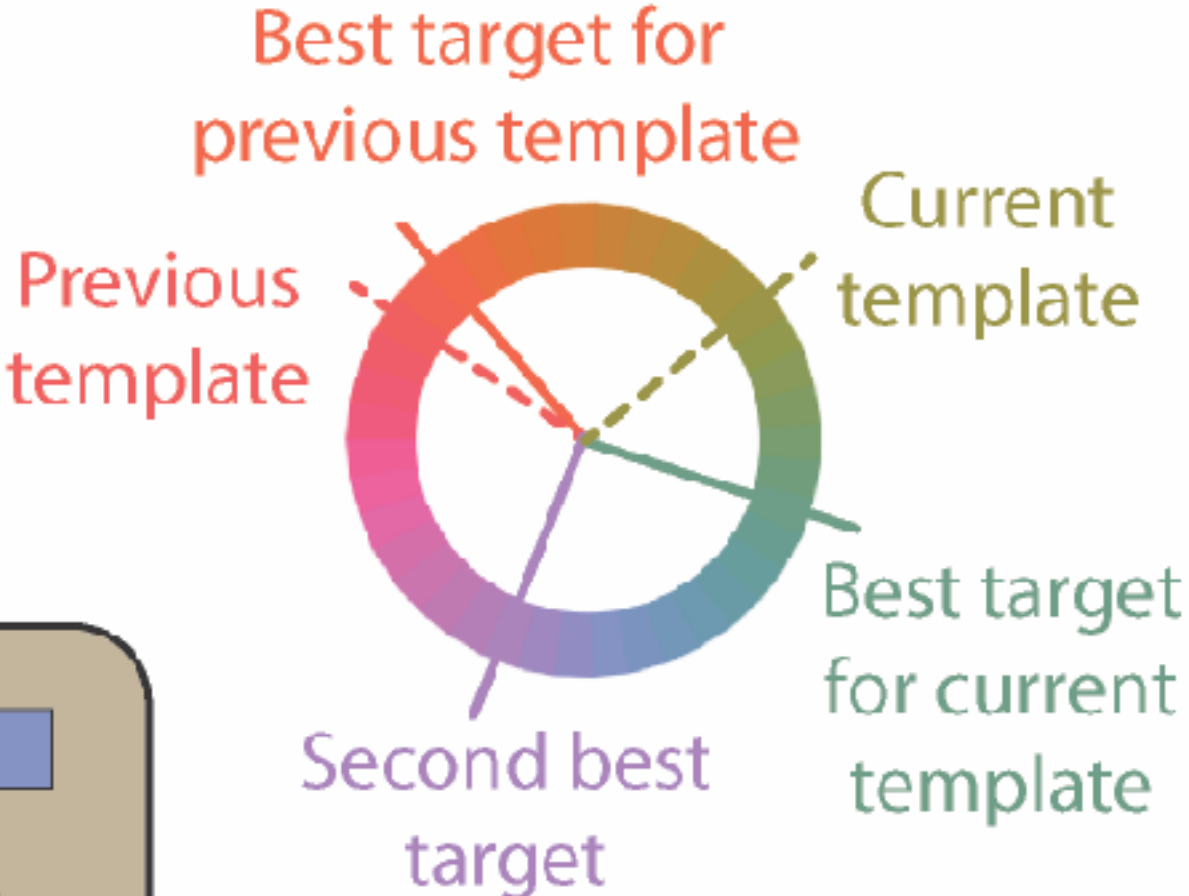 Best target for
previous template
Current
template
Previous
template
Best target
for current
template
Second best
target